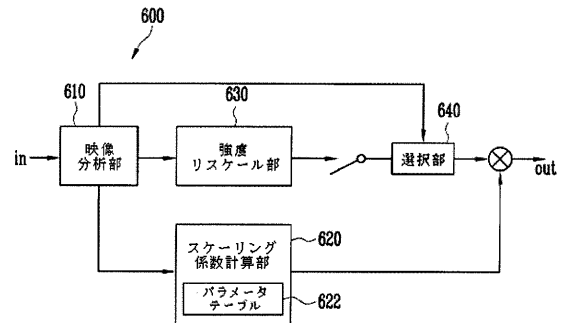 600
610
630
640
in
映像
分析部
強度
リスケール部
選択部
out
スケーリング
係数計算部
620
パラメータ
テーブル
622